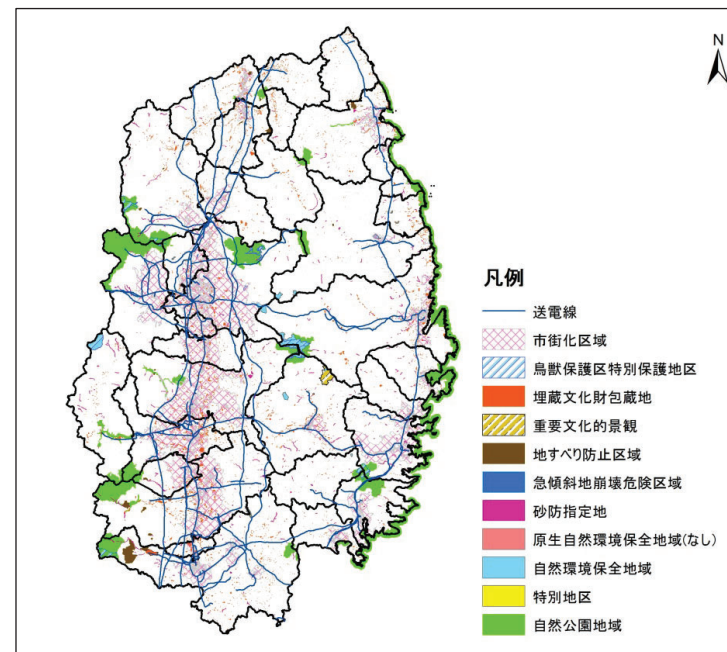 N
凡例
送電線
市街化区域
鳥獣保護区特別保護地区
埋蔵文化財包蔵地
重要文化的景観
地すべり防止区域
急傾斜地崩壊危険区域
砂防指定地
原生自然環境保全地域(なし)
自然環境保全地域
特別地区
自然公園地域